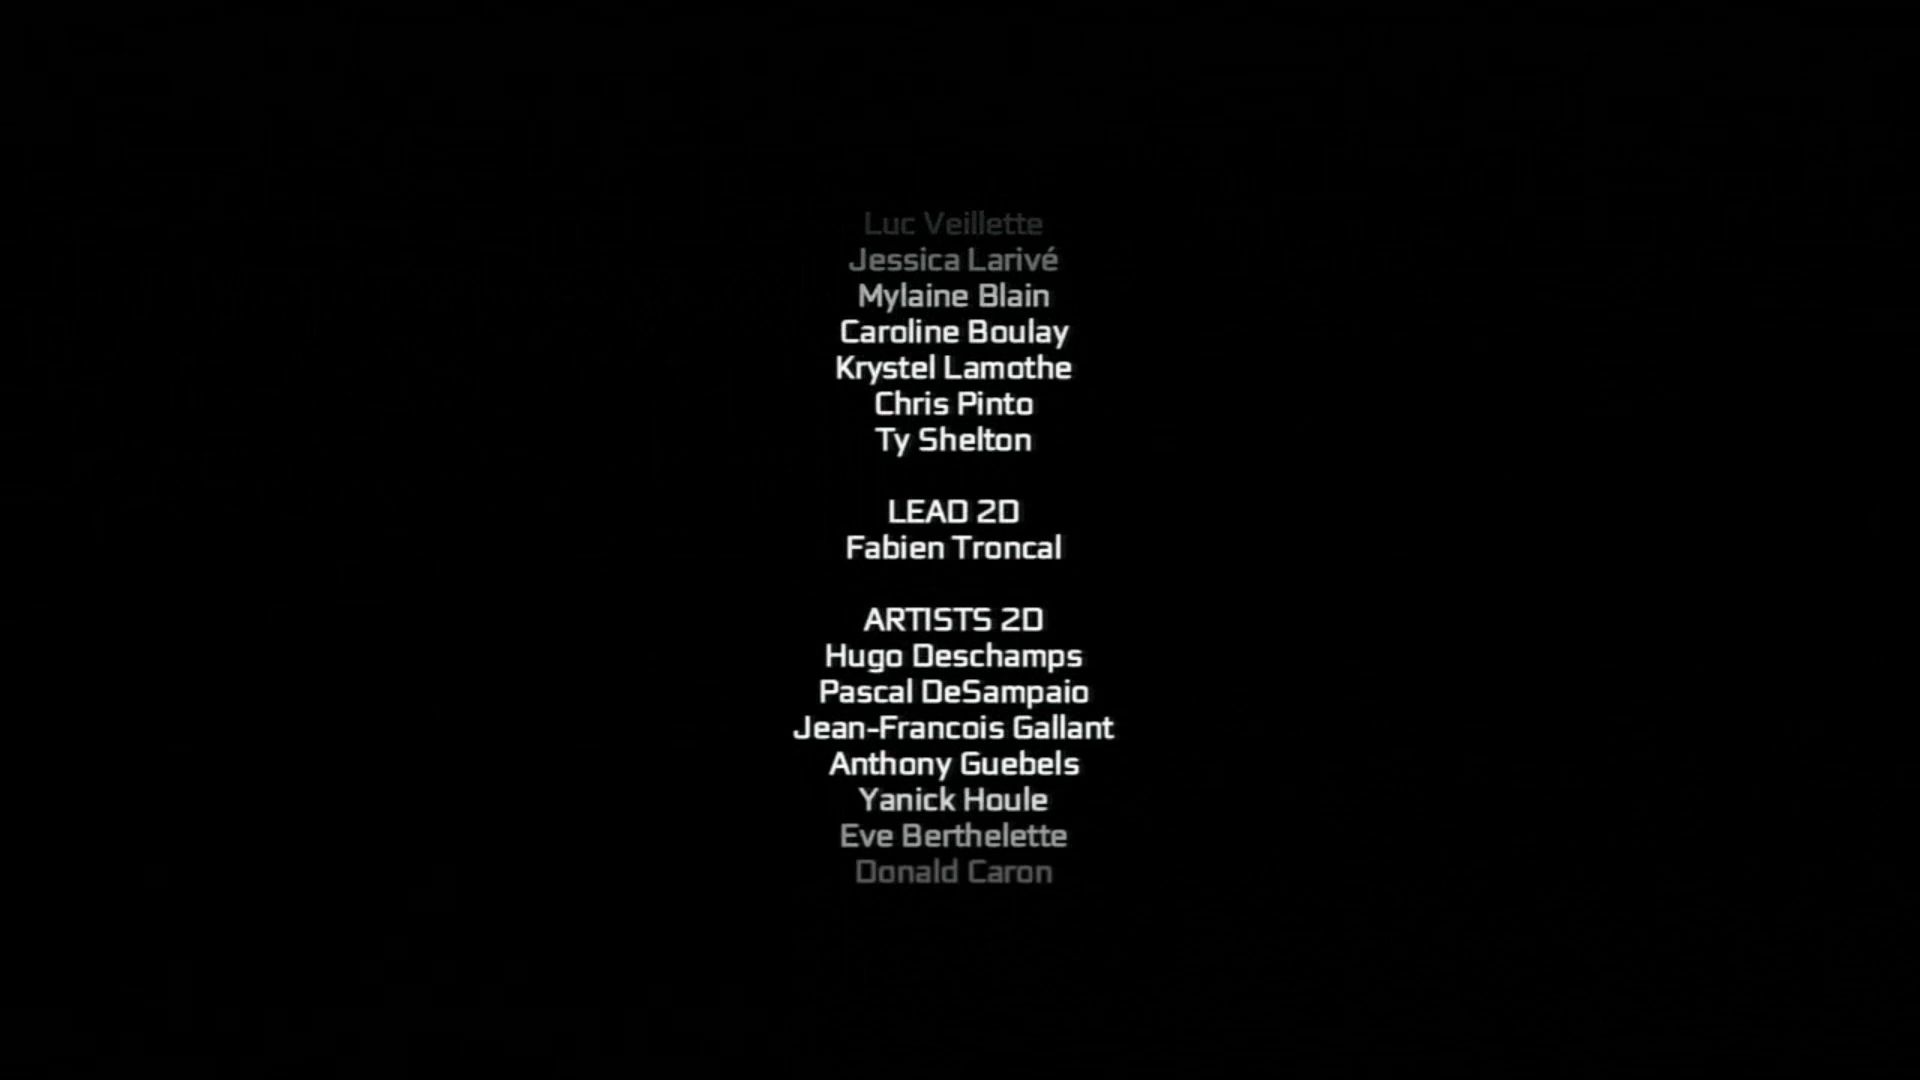 Luc Veillette
Jessica Larivé
Mylaine Blain
Caroline Boulay
Krystel Lamothe
Chris Pinto
Ty Shelton
LEAD 2D
Fabien Troncal
ARTISTS 2D
Hugo Deschamps
Pascal DeSampaio
Jean-Francois Gallant
Anthony Guebels
Yanick Houle
Eve Berthelette
Donald Caron